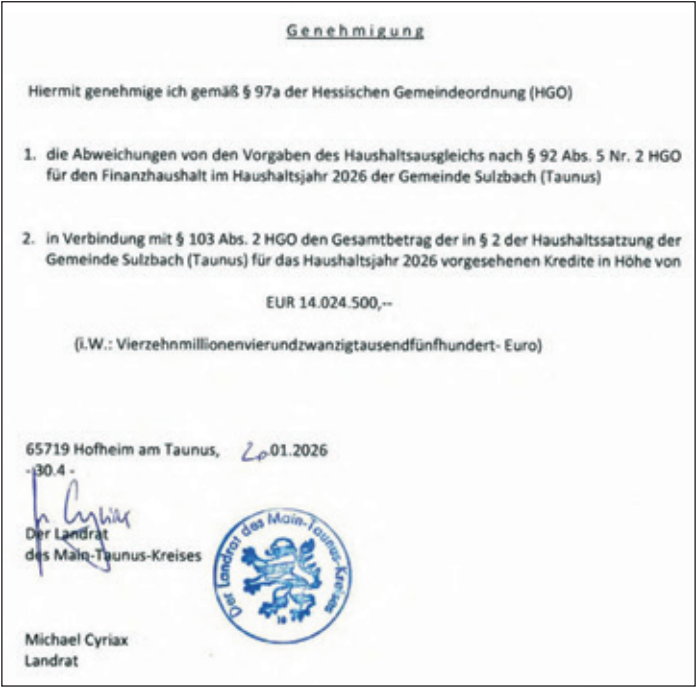 Genehmigung
Hiermit genehmige ich gemäß § 97a der Hessischen Gemeindeordnung (HGO)
1. die Abweichungen von den Vorgaben des Haushaltsausgleichs nach § 92 Abs. 5 Nr. 2 HGO
für den Finanzhaushalt im Haushaltsjahr 2026 der Gemeinde Sulzbach (Taunus)
2. in Verbindung mit § 103 Abs. 2 HGO den Gesamtbetrag der in § 2 der Haushaltssatzung der
Gemeinde Sulzbach (Taunus) für das Haushaltsjahr 2026 vorgesehenen Kredite in Höhe von
EUR 14.024.500,--
(i.W.: Vierzehnmillionenvierundzwanzigtausendfünfhundert- Euro)
65719 Hofheim am Taunus, 20.01.2026
- 30.4 -
Cyriax
Der Landrat
des Main-Taunus-Kreises
Der Landrat des Main-Taunus-Kreises
Michael Cyriax
Landrat